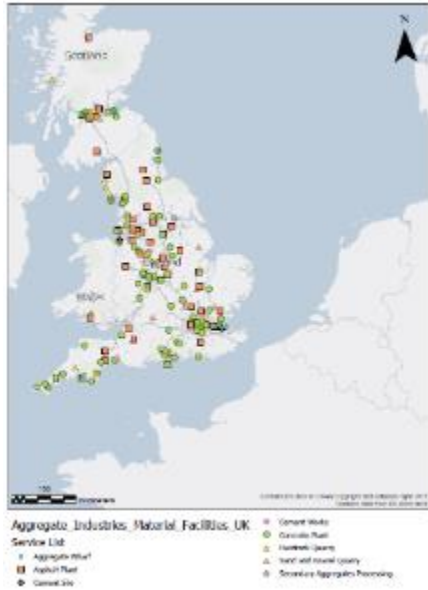 N
Scotland
Aggregate_Industries_Material_Facilities_UK
Service List
Aggregate Wharf
Asphalt Plant
Cement Site
Cement Works
Concrete Plant
Hardrock Quarry
Sand and Gravel Quarry
Secondary Aggregates Processing